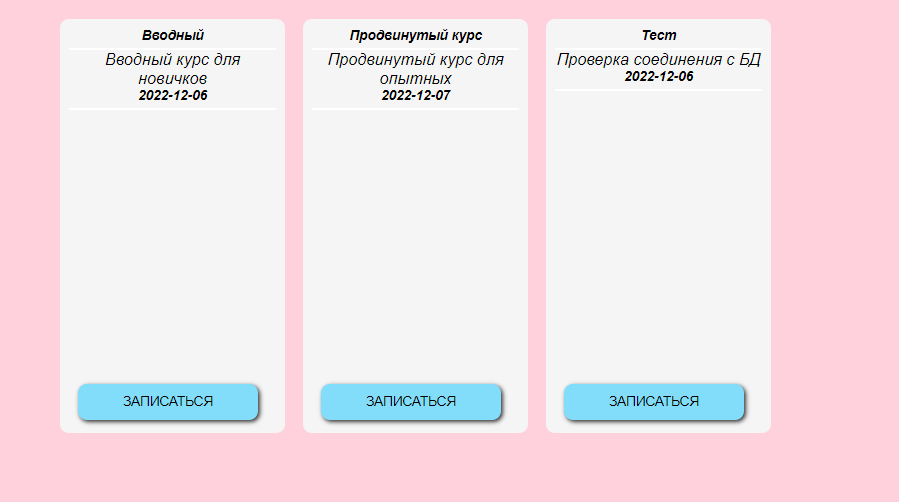 Вводный
Вводный курс для
новичков
2022-12-06
ЗАПИСАТЬСЯ
Продвинутый курс
Продвинутый курс для
опытных
2022-12-07
ЗАПИСАТЬСЯ
Тест
Проверка соединения с БД
2022-12-06
ЗАПИСАТЬСЯ